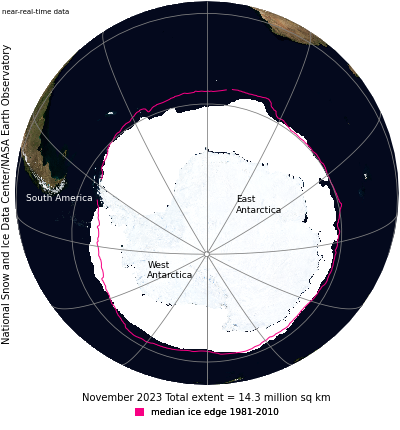 near-real-time data
National Snow and Ice Data Center/NASA Earth Observatory
South America
East
Antarctica
West
Antarctica
November 2023 Total extent = 14.3 million sq km
median ice edge 1981-2010